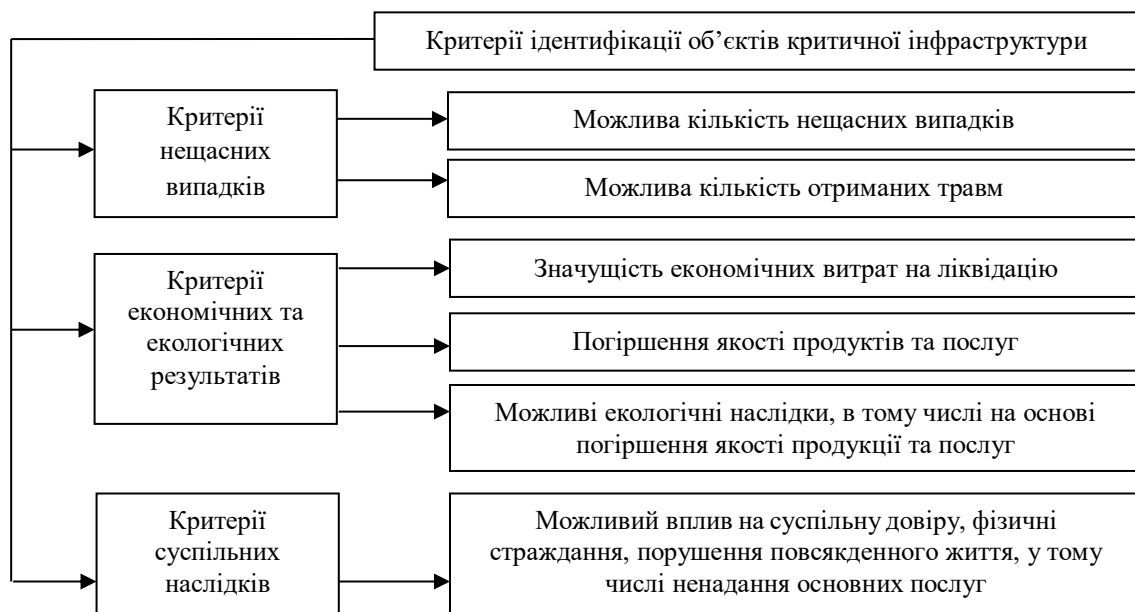 Критерії ідентифікації об’єктів критичної інфраструктури
Критерії
нещасних
випадків
Можлива кількість нещасних випадків
Можлива кількість отриманих травм
Критерії
економічних та
екологічних
результатів
Значущість економічних витрат на ліквідацію
Погіршення якості продуктів та послуг
Можливі екологічні наслідки, в тому числі на основі
погіршення якості продукції та послуг
Критерії
суспільних
наслідків
Можливий вплив на суспільну довіру, фізичні
страждання, порушення повсякденного життя, у тому
числі ненадання основних послуг